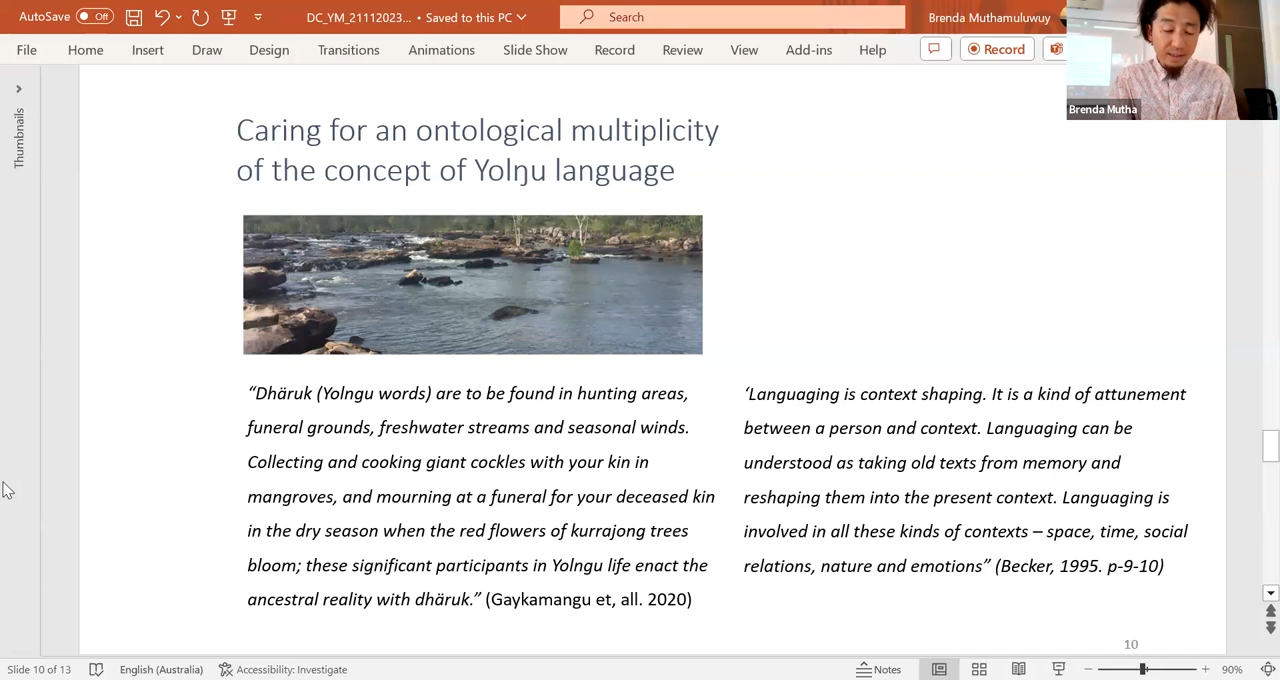 AutoSave Off DC_YM_21112023... • Saved to this PC Search Brenda Muthamuluwuy
File Home Insert Draw Design Transitions Animations Slide Show Record Review View Add-ins Help Record
Brenda Mutha
Thumbnails
Caring for an ontological multiplicity
of the concept of Yolŋu language
“Dhäruk (Yolngu words) are to be found in hunting areas,
funeral grounds, freshwater streams and seasonal winds.
Collecting and cooking giant cockles with your kin in
mangroves, and mourning at a funeral for your deceased kin
in the dry season when the red flowers of kurrajong trees
bloom; these significant participants in Yolngu life enact the
ancestral reality with dhäruk.” (Gaykamangu et, all. 2020)
‘Languaging is context shaping. It is a kind of attunement
between a person and context. Languaging can be
understood as taking old texts from memory and
reshaping them into the present context. Languaging is
involved in all these kinds of contexts – space, time, social
relations, nature and emotions” (Becker, 1995. p-9-10)
10
Slide 10 of 13 English (Australia) Accessibility: Investigate Notes 90%